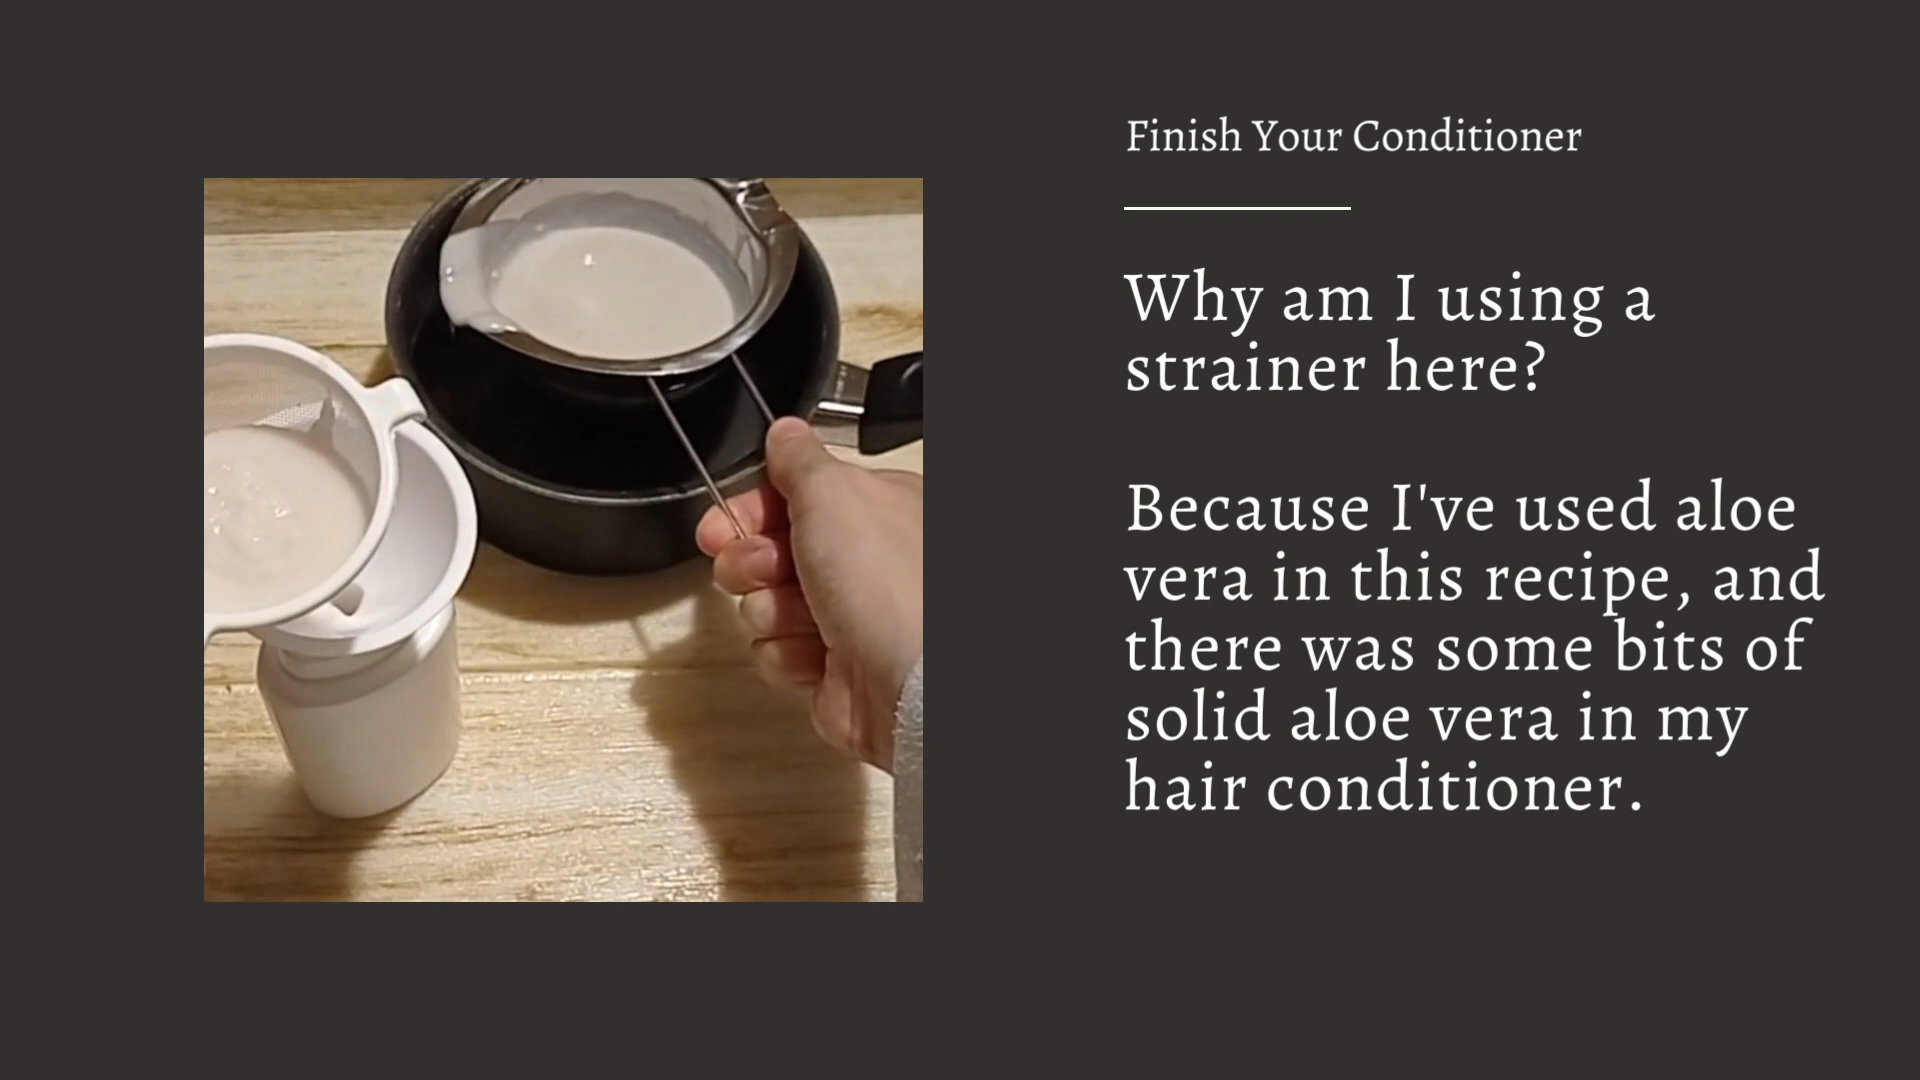 Finish Your Conditioner
Why am I using a
strainer here?
Because I've used aloe
vera in this recipe, and
there was some bits of
solid aloe vera in my
hair conditioner.